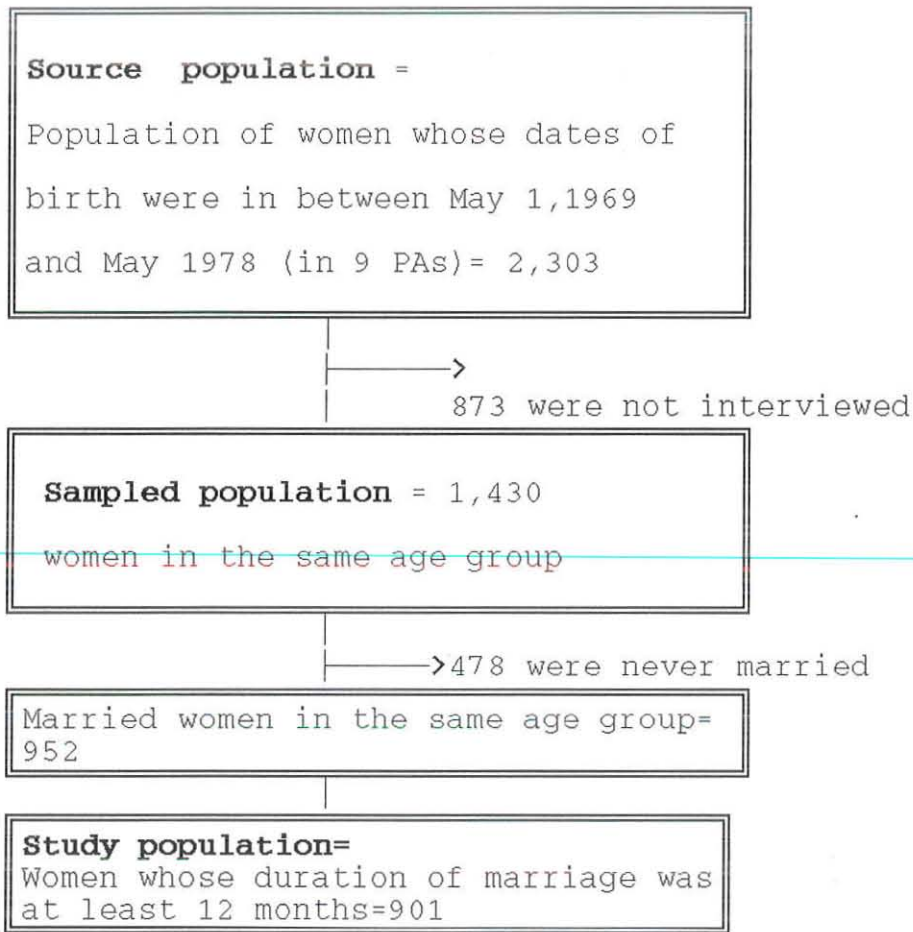 Source population =
Population of women whose dates of
birth were in between May 1,1969
and May 1978 (in 9 PAs)= 2,303
873 were not interviewed
Sampled population = 1,430
women in the same age group
478 were never married
Married women in the same age group=
952
Study population=
Women whose duration of marriage was
at least 12 months=901